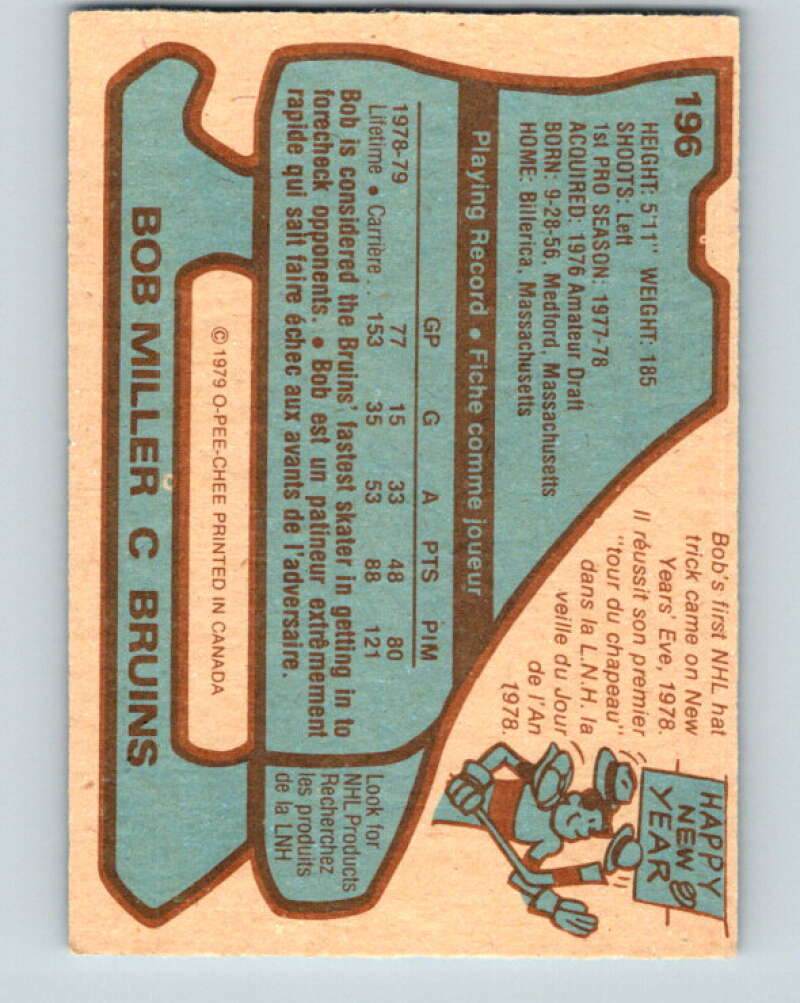 196
HEIGHT: 5'11" WEIGHT: 185
SHOOTS: Left
1st PRO SEASON: 1977-78
ACQUIRED: 1976 Amateur Draft
BORN: 9-28-56, Medford, Massachusetts
HOME: Billerica, Massachusetts
Bob's first NHL hat
trick came on New
Years' Eve, 1978.
Il réussit son premier
"tour du chapeau"
dans la L.N.H. la
veille du Jour
de l'An
1978.
HAPPY
NEW
YEAR
Playing Record • Fiche comme joueur
GP G A PTS PIM
1978-79 77 15 33 48 80
Lifetime • Carrière . . 153 35 53 88 121
Bob is considered the Bruins' fastest skater in getting in to
forecheck opponents. • Bob est un patineur extrêmement
rapide qui salt faire échec aux avants de l'adversaire.
Look for
NHL Products
Recherchez
les produits
de la LNH
© 1979 O-PEE-CHEE PRINTED IN CANADA
BOB MILLER C BRUINS